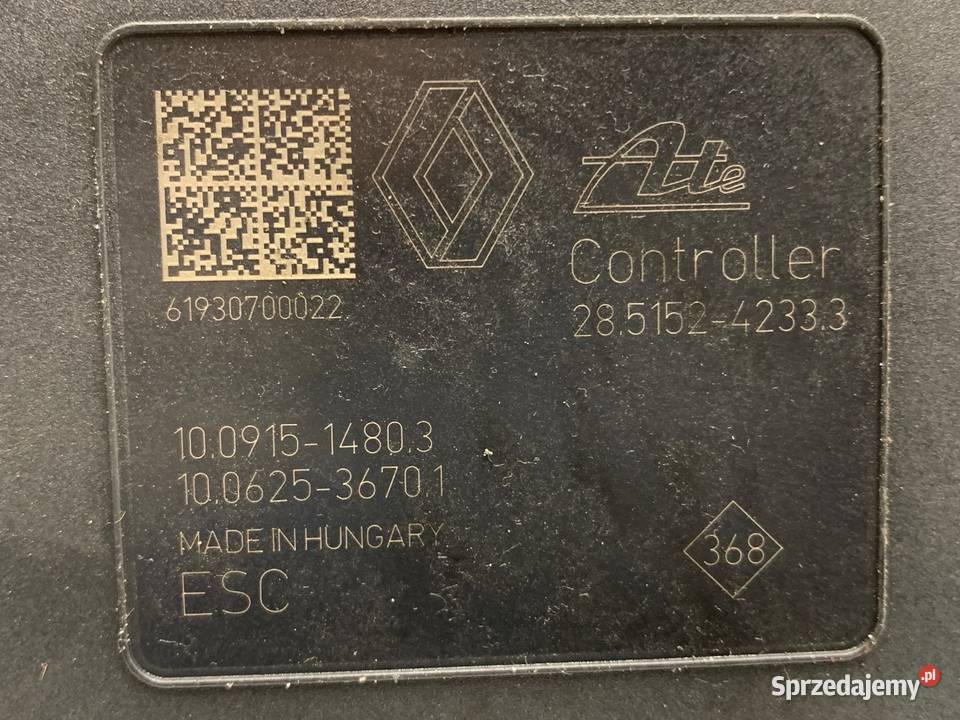 Ate
Controller
28.5152-4233.3
61930700022
10.0915-1480.3
10.0625-3670.1
MADE IN HUNGARY
ESC
368
Sprzedajemy.pl